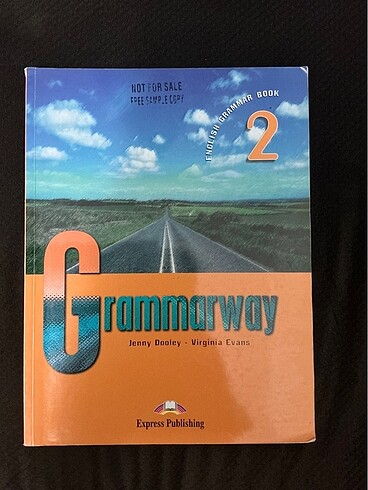 NOT FOR SALE
FREE SAMPLE COPY
ENGLISH GRAMMAR BOOK
2
Grammarway
Jenny Dooley - Virginia Evans
Express Publishing